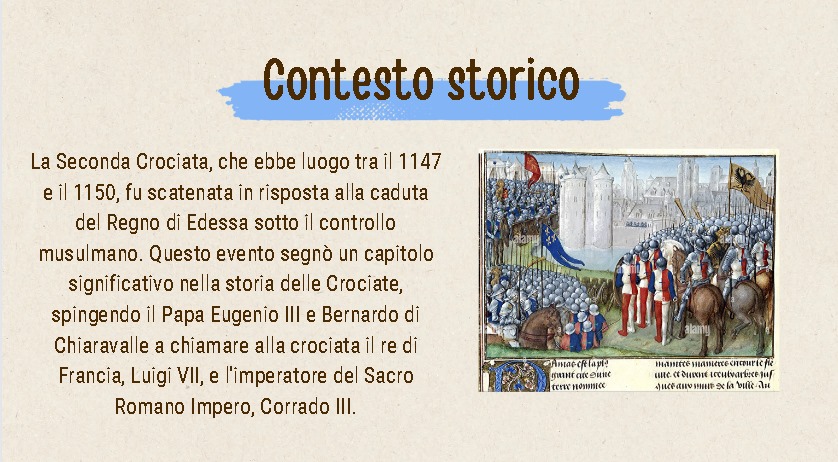 Contesto storico
La Seconda Crociata, che ebbe luogo tra il 1147
e il 1150, fu scatenata in risposta alla caduta
del Regno di Edessa sotto il controllo
musulmano. Questo evento segnò un capitolo
significativo nella storia delle Crociate,
spingendo il Papa Eugenio III e Bernardo di
Chiaravalle a chiamare alla crociata il re di
Francia, Luigi VII, e l'imperatore del Sacro
Romano Impero, Corrado III.
alamy
alamy